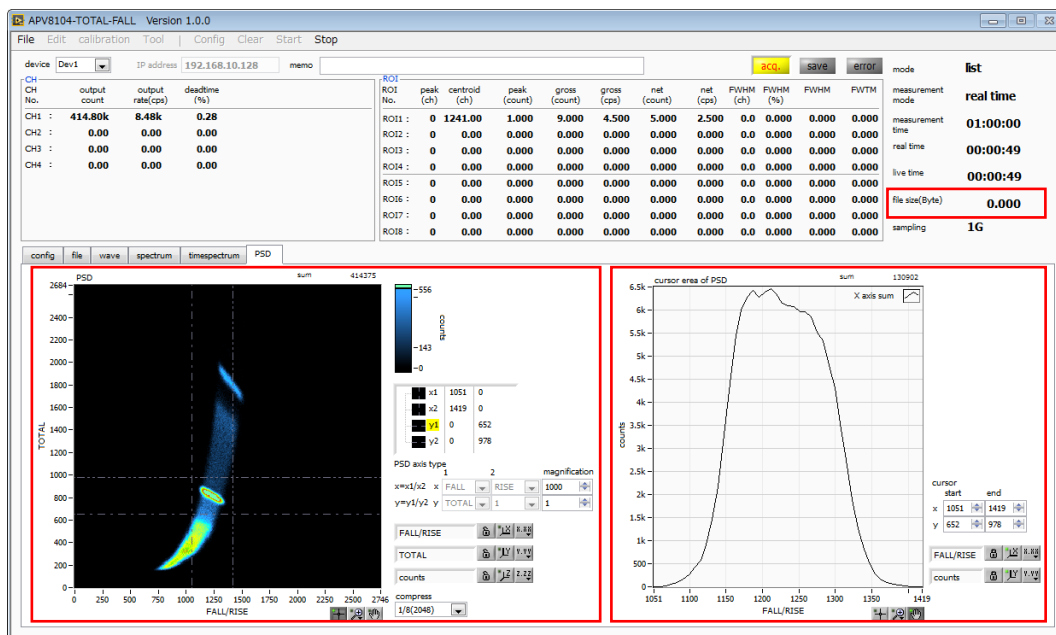 APV8104-TOTAL-FALL Version 1.0.0
File Edit calibration Tool | Config Clear Start Stop
device Dev1 IP address 192.168.10.128 memo acq. save error
mode list
measurement mode real time
measurement time 01:00:00
real time 00:00:49
live time 00:00:49
file size(Byte) 0.000
sampling 1G
CH
CH No. output count output rate(cps) deadtime (%)
CH1 : 414.80k 8.48k 0.28
CH2 : 0.00 0.00 0.00
CH3 : 0.00 0.00 0.00
CH4 : 0.00 0.00 0.00
ROI
ROI No. peak (ch) centroid (ch) peak (count) gross (count) gross (cps) net (count) net (cps) FWHM (ch) FWHM (%) FWHM FWTM
ROI1 : 0 1241.00 1.000 9.000 4.500 5.000 2.500 0.0 0.000 0.000 0.000
ROI2 : 0 0.00 0.000 0.000 0.000 0.000 0.000 0.0 0.000 0.000 0.000
ROI3 : 0 0.00 0.000 0.000 0.000 0.000 0.000 0.0 0.000 0.000 0.000
ROI4 : 0 0.00 0.000 0.000 0.000 0.000 0.000 0.0 0.000 0.000 0.000
ROI5 : 0 0.00 0.000 0.000 0.000 0.000 0.000 0.0 0.000 0.000 0.000
ROI6 : 0 0.00 0.000 0.000 0.000 0.000 0.000 0.0 0.000 0.000 0.000
ROI7 : 0 0.00 0.000 0.000 0.000 0.000 0.000 0.0 0.000 0.000 0.000
ROI8 : 0 0.00 0.000 0.000 0.000 0.000 0.000 0.0 0.000 0.000 0.000
config file wave spectrum timespectrum PSD
PSD sum 414375
2684
2400
2200
2000
1800
1600
1400
1200
1000
800
600
400
200
0
TOTAL
0 250 500 750 1000 1250 1500 1750 2000 2250 2500 2746
FALL/RISE
556
143
0
counts
x1 1051 0
x2 1419 0
y1 0 652
y2 0 978
PSD axis type
1 2 magnification
x=x1/x2 x FALL RISE 1000
y=y1/y2 y TOTAL 1 1
FALL/RISE X.XX
TOTAL Y.YY
counts Z.ZZ
compress
1/8(2048)
cursor erea of PSD sum 130902
X axis sum
6.5k
6k
5.5k
5k
4.5k
4k
3.5k
3k
2.5k
2k
1.5k
1k
500
0
counts
1051 1100 1150 1200 1250 1300 1350 1419
FALL/RISE
cursor
start end
x 1051 1419
y 652 978
FALL/RISE X.XX
counts Y.YY